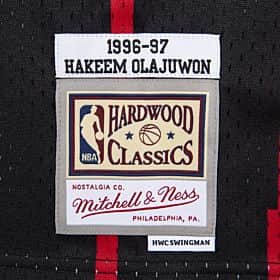 1996-97
HAKEEM OLAJUWON
HARDWOOD
NBA
CLASSICS
NOSTALGIA CO.
Mitchell & Ness
PHILADELPHIA, PA.
HWC SWINGMAN